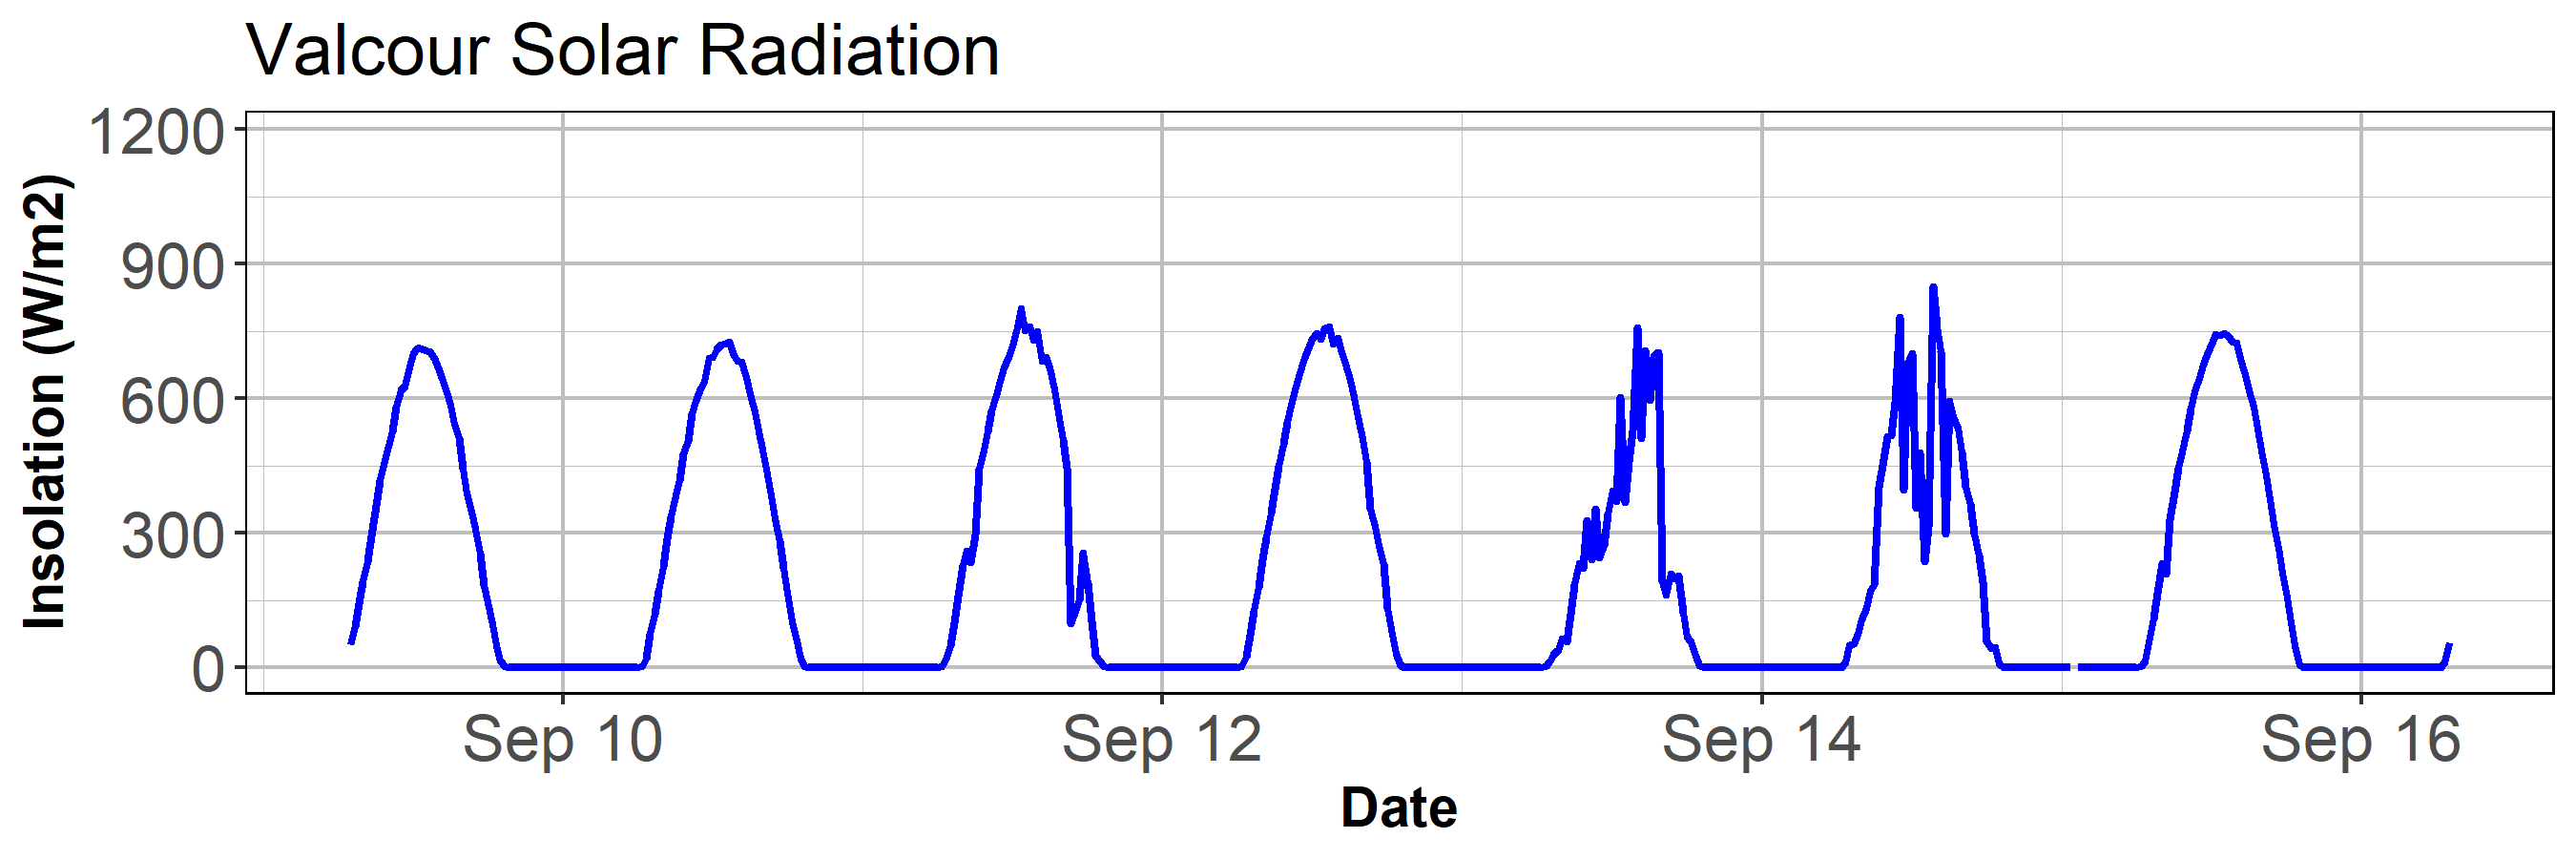 Valcour Solar Radiation
1200
900
600
300
0
Insolation (W/m2)
Sep 10
Sep 12
Sep 14
Sep 16
Date